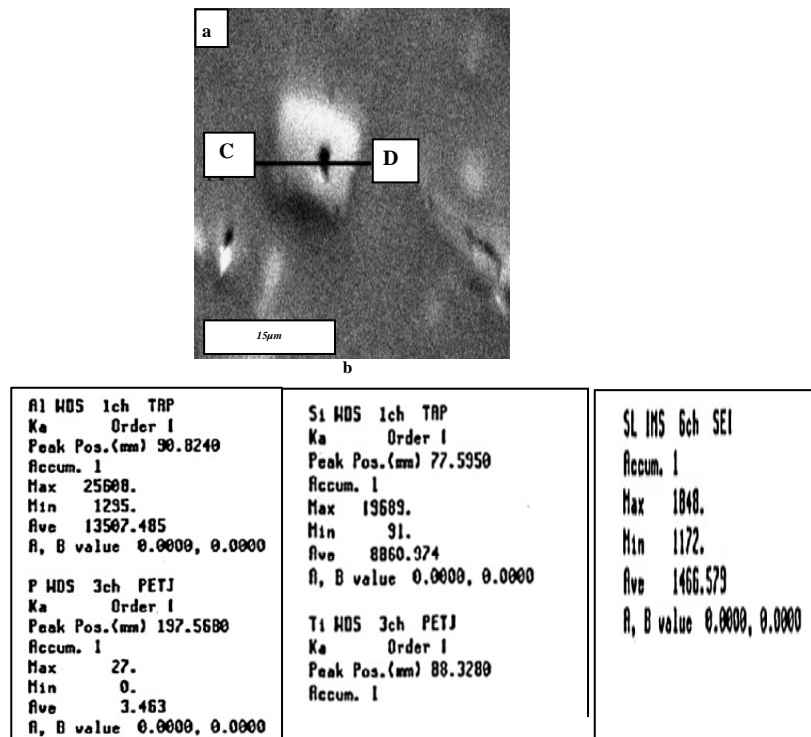 a
C
D
15µm
b
Al WDS 1ch TAP
Ka Order I
Peak Pos.(mm) 90.8240
Accum. 1
Max 25608.
Min 1295.
Ave 13507.485
A, B value 0.0000, 0.0000
P WDS 3ch PETJ
Ka Order I
Peak Pos.(mm) 197.5680
Accum. 1
Max 27.
Min 0.
Ave 3.463
A, B value 0.0000, 0.0000
Si WDS 1ch TAP
Ka Order I
Peak Pos.(mm) 77.5950
Accum. 1
Max 19689.
Min 91.
Ave 8860.974
A, B value 0.0000, 0.0000
Ti WDS 3ch PETJ
Ka Order I
Peak Pos.(mm) 88.3280
Accum. 1
SL IMS 6ch SEI
Accum. 1
Max 1848.
Min 1172.
Ave 1466.579
A, B value 0.0000, 0.0000